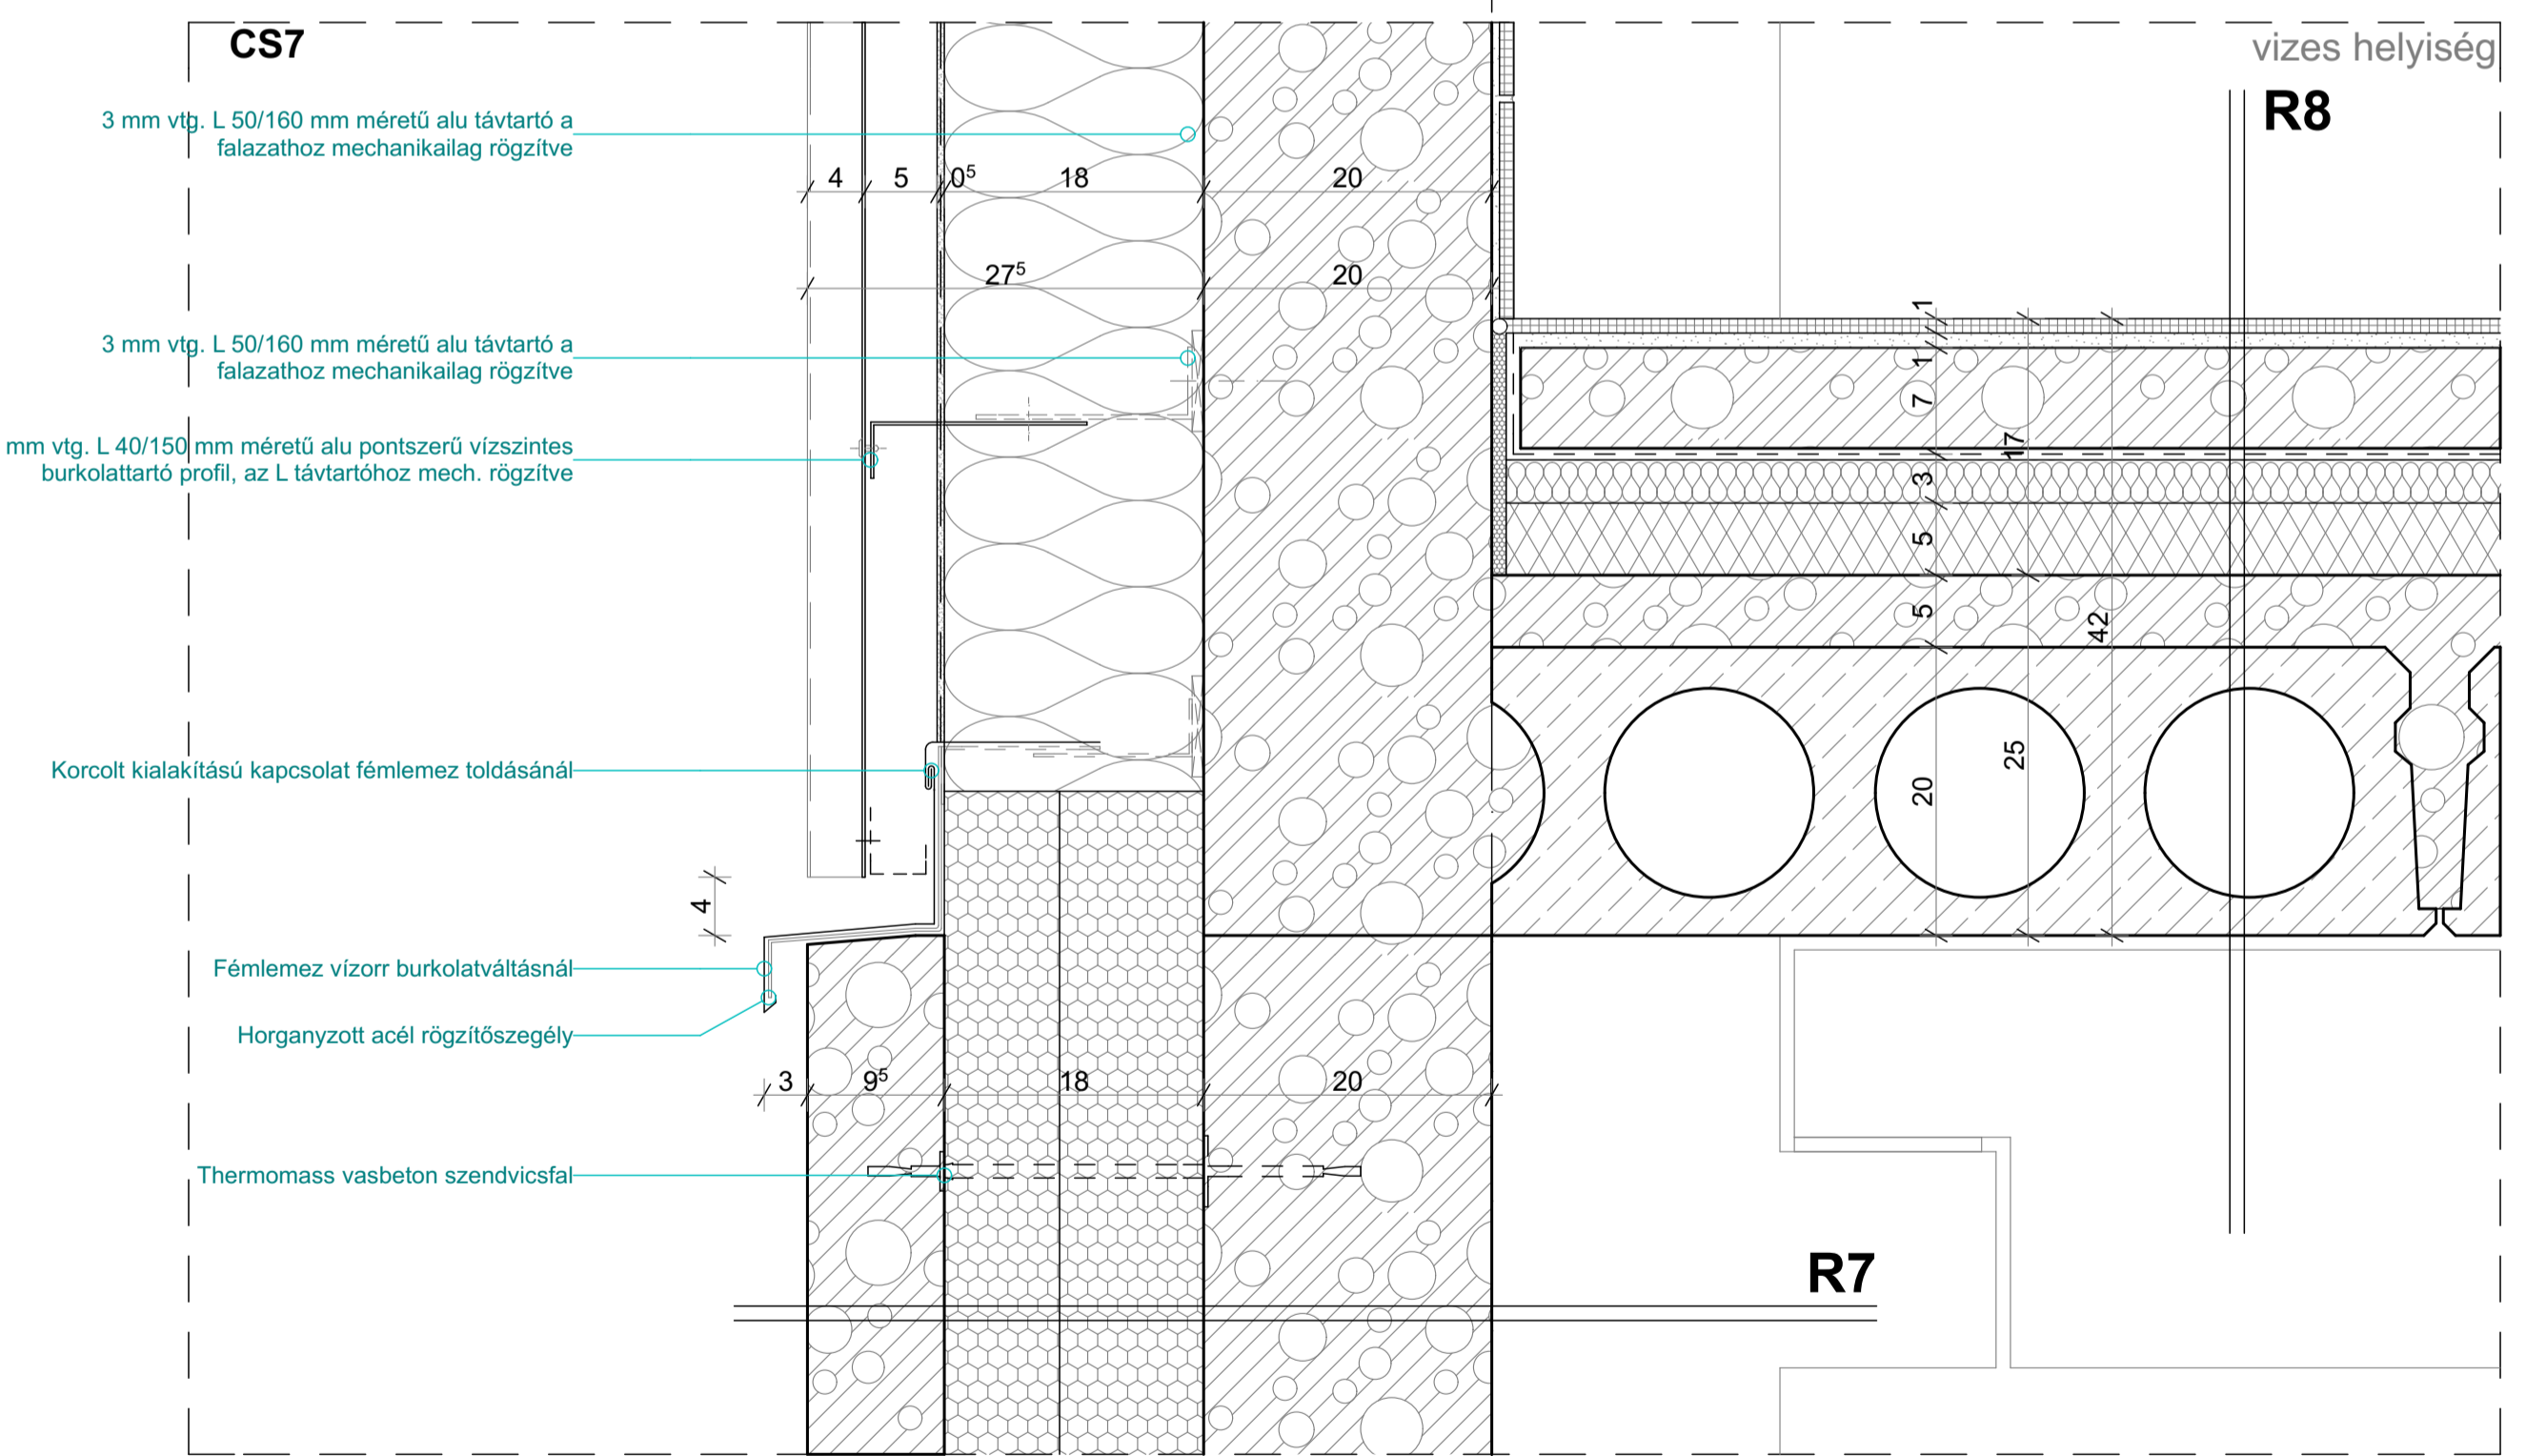 CS7
vizes helyiség
R8
3 mm vtg. L 50/160 mm méretű alu távtartó a
falazathoz mechanikailag rögzítve
4 5 0⁵ 18 20
27⁵ 20
3 mm vtg. L 50/160 mm méretű alu távtartó a
falazathoz mechanikailag rögzítve
mm vtg. L 40/150 mm méretű alu pontszerű vízszintes
burkolattartó profil, az L távtartóhoz mech. rögzítve
1
1
7
17
3
5
5
42
25
20
Korcolt kialakítású kapcsolat fémlemez toldásánál
4
Fémlemez vízorr burkolatváltásnál
Horganyzott acél rögzítőszegély
3 9⁵ 18 20
Thermomass vasbeton szendvicsfal
R7